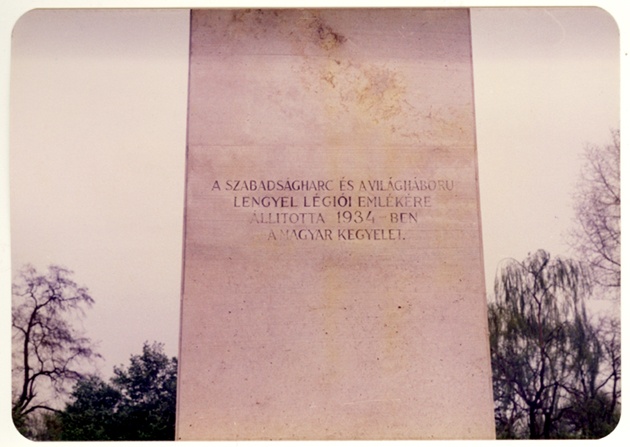 A SZABADSÁGHARC ÉS A VILÁGHÁBORU
LENGYEL LÉGIÓI EMLÉKÉRE
ÁLLITOTTA 1934-BEN
A MAGYAR KEGYELET.